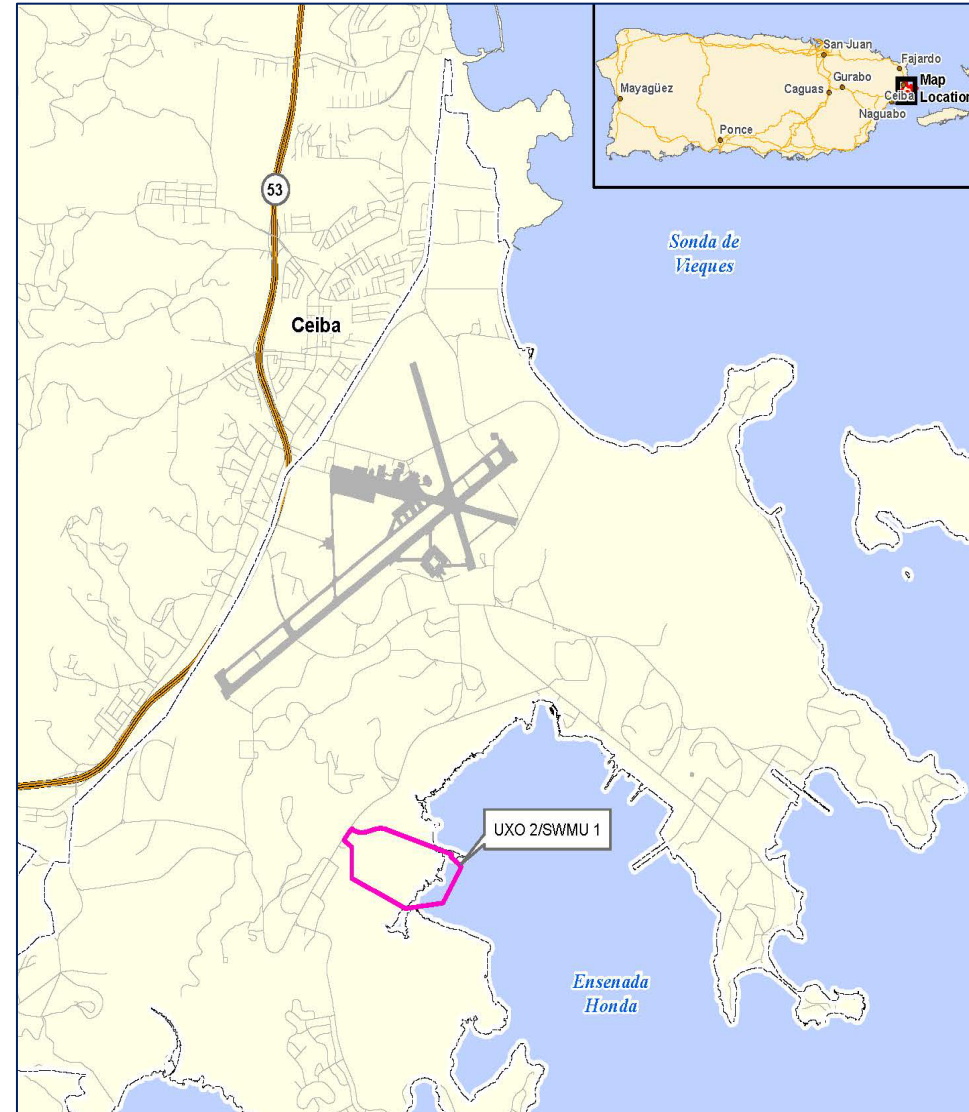 San Juan
Fajardo
Map
Location
Gurabo
Mayagüez
Caguas
Ceiba
Naguabo
Ponce
53
Sonda de
Vieques
Ceiba
UXO 2/SWMU 1
Ensenada
Honda